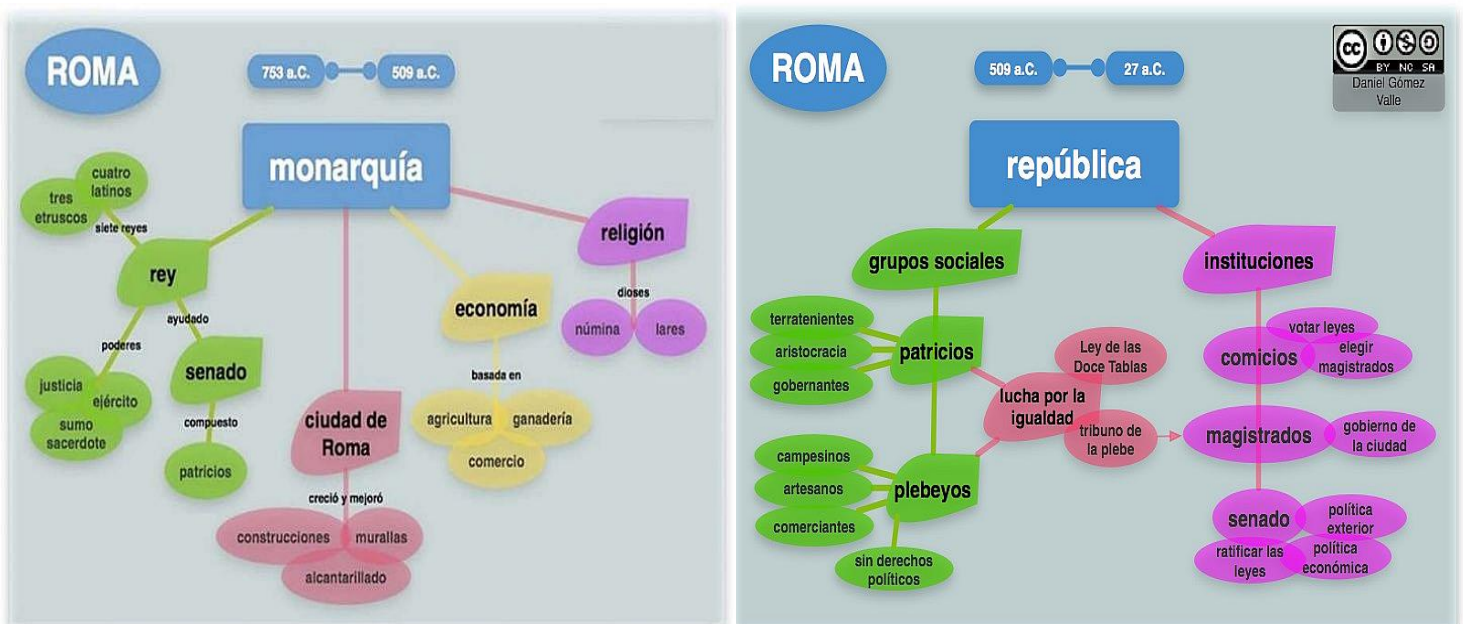 ROMA
753 a.C.
509 a.C.
monarquía
cuatro
latinos
tres
etruscos
siete reyes
rey
ayudado
poderes
justicia
ejército
sumo
sacerdote
senado
compuesto
patricios
ciudad de
Roma
creció y mejoró
construcciones
murallas
alcantarillado
economía
basada en
agricultura
ganadería
comercio
religión
dioses
númina
lares
ROMA
509 a.C.
27 a.C.
cc
BY NC SA
Daniel Gómez
Valle
república
grupos sociales
terratenientes
aristocracia
gobernantes
patricios
campesinos
artesanos
comerciantes
plebeyos
sin derechos
políticos
lucha por la
igualdad
Ley de las
Doce Tablas
tribuno de
la plebe
instituciones
comicios
votar leyes
elegir
magistrados
magistrados
gobierno de
la ciudad
senado
política
exterior
política
económica
ratificar las
leyes